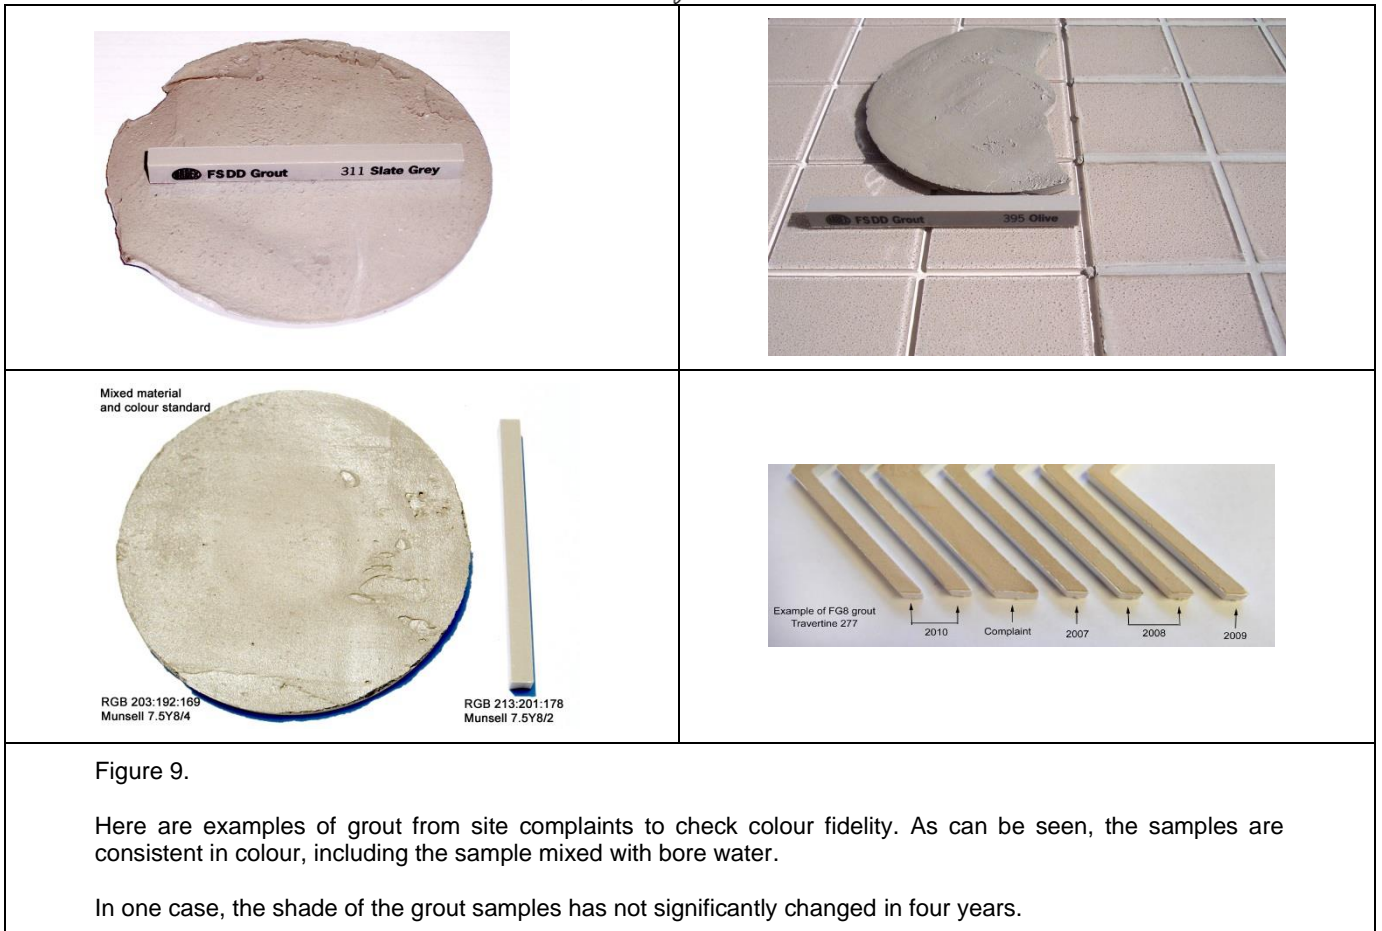 FSDD Grout 311 Slate Grey
FSDD Grout 395 Olive
Mixed material
and colour standard
RGB 203:192:169
Munsell 7.5Y8/4
RGB 213:201:178
Munsell 7.5Y8/2
Example of FG8 grout
Travertine 277
2010
Complaint
2007
2008
2009
Figure 9.
Here are examples of grout from site complaints to check colour fidelity. As can be seen, the samples are
consistent in colour, including the sample mixed with bore water.
In one case, the shade of the grout samples has not significantly changed in four years.